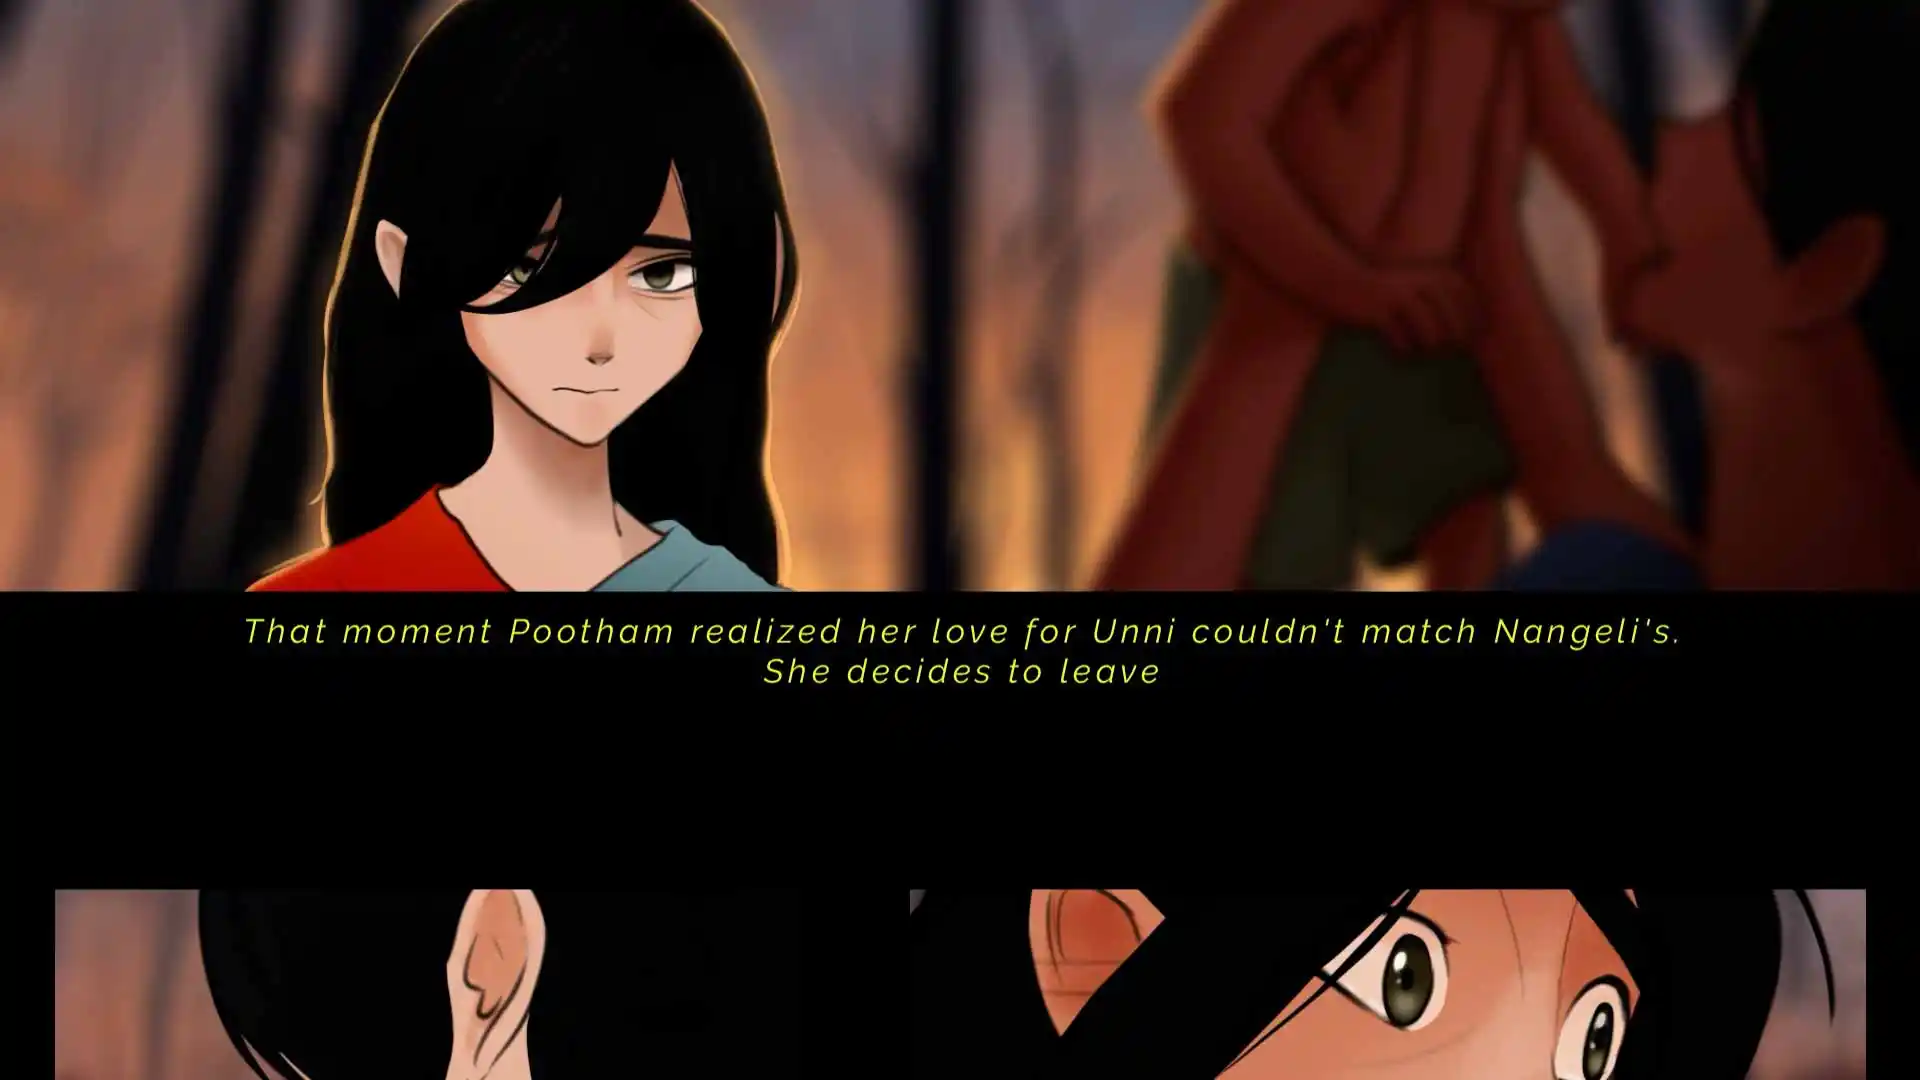 That moment Pootham realized her love for Unni couldn't match Nangeli's.
She decides to leave